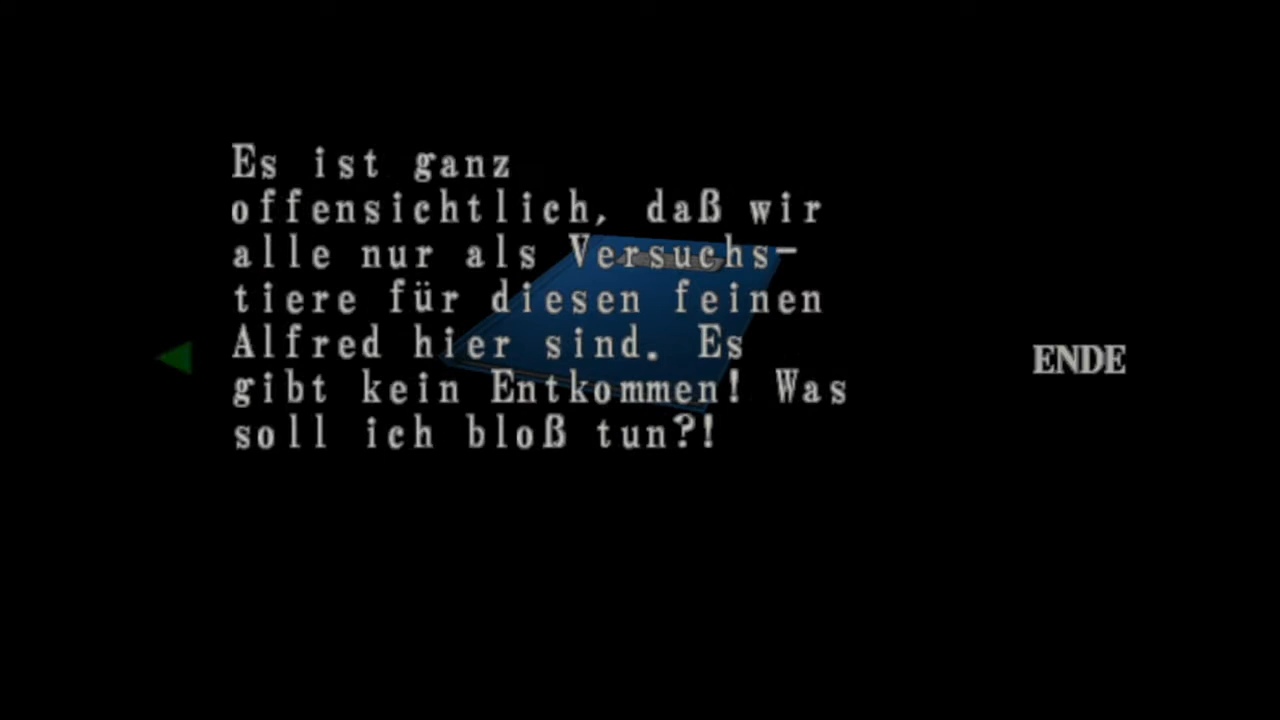 Es ist ganz
offensichtlich, daß wir
alle nur als Versuchs-
tiere für diesen feinen
Alfred hier sind. Es
gibt kein Entkommen! Was
soll ich bloß tun?!
ENDE